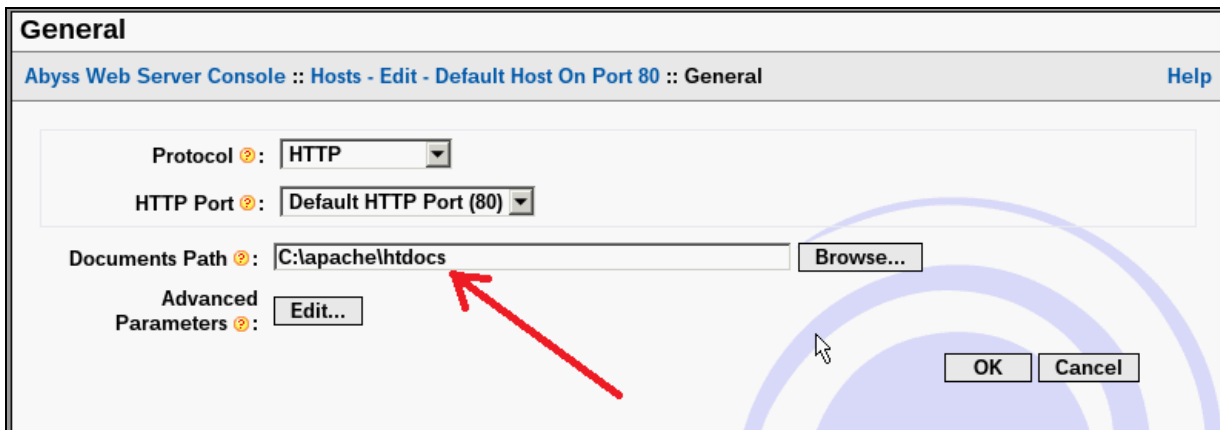 General
Abyss Web Server Console :: Hosts - Edit - Default Host On Port 80 :: General Help
Protocol ?: HTTP
HTTP Port ?: Default HTTP Port (80)
Documents Path ?: C:\apache\htdocs Browse...
Advanced
Parameters ?: Edit...
OK Cancel